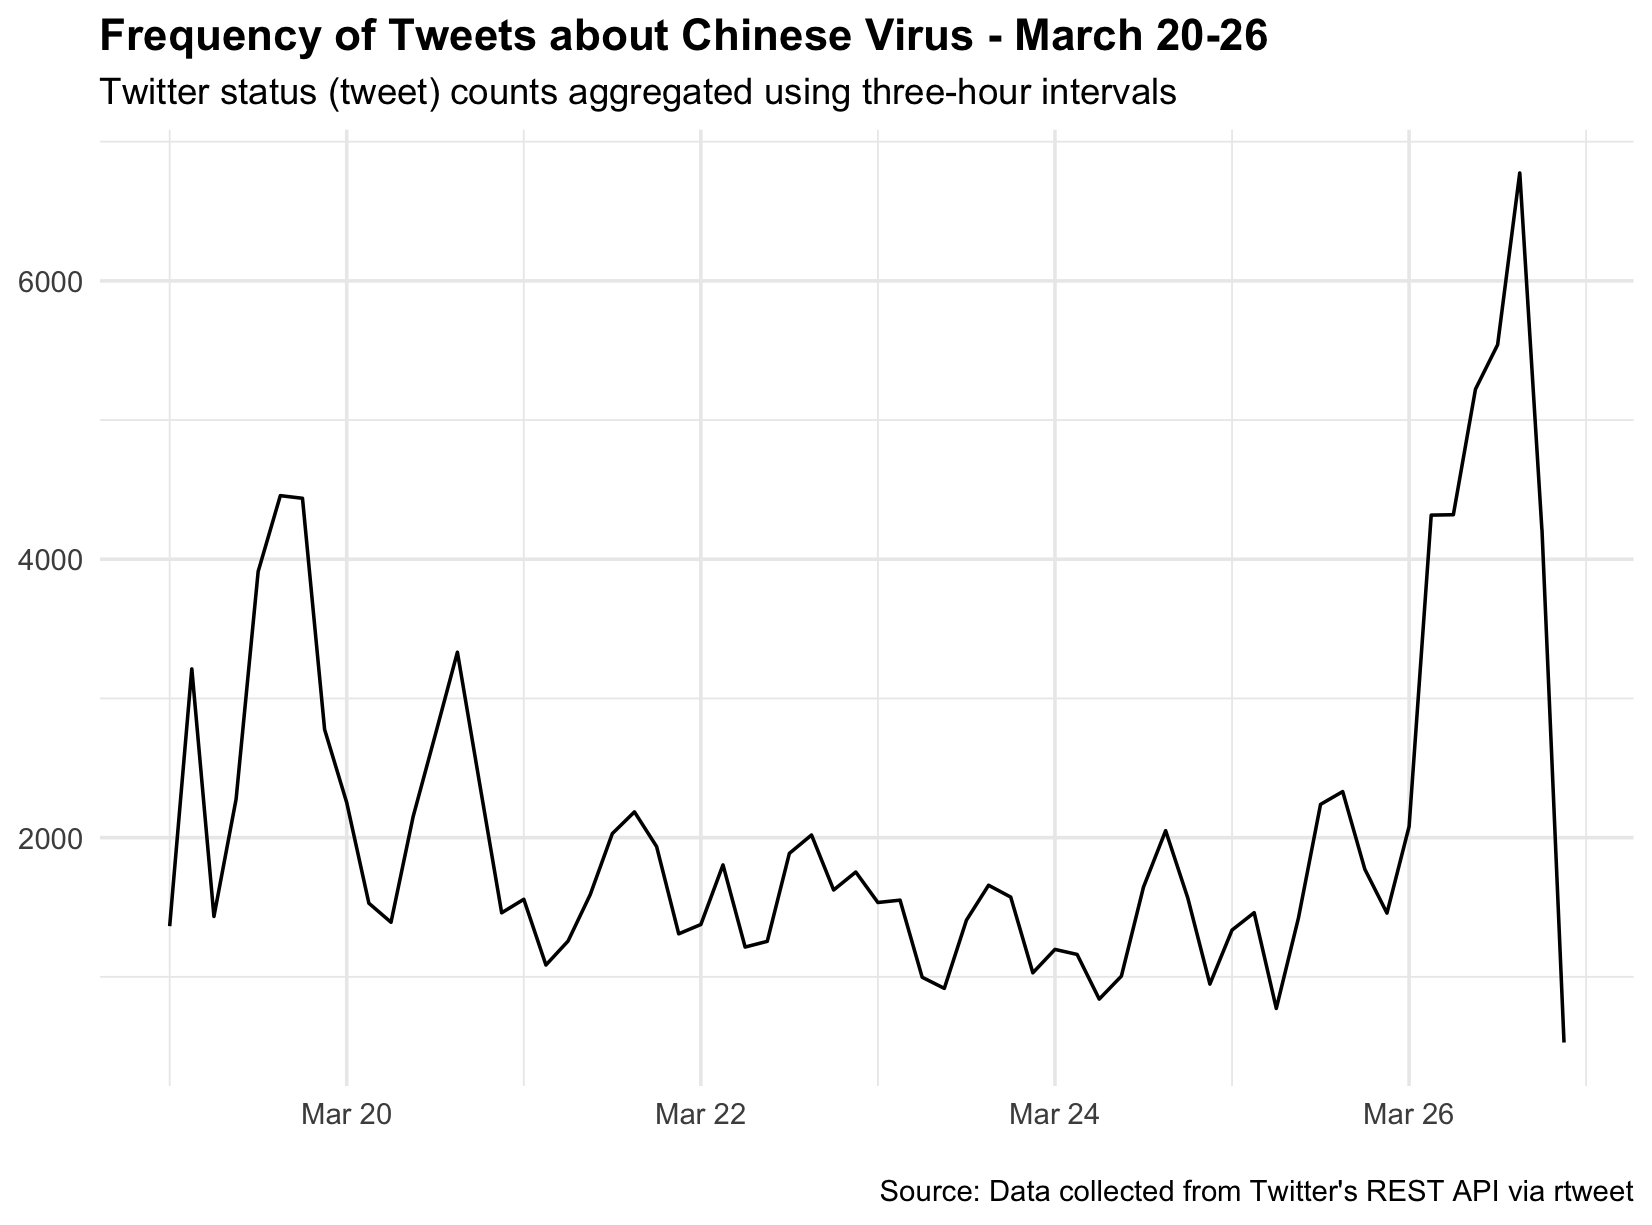 Frequency of Tweets about Chinese Virus - March 20-26
Twitter status (tweet) counts aggregated using three-hour intervals
6000
4000
2000
Mar 20
Mar 22
Mar 24
Mar 26
Source: Data collected from Twitter's REST API via rtweet